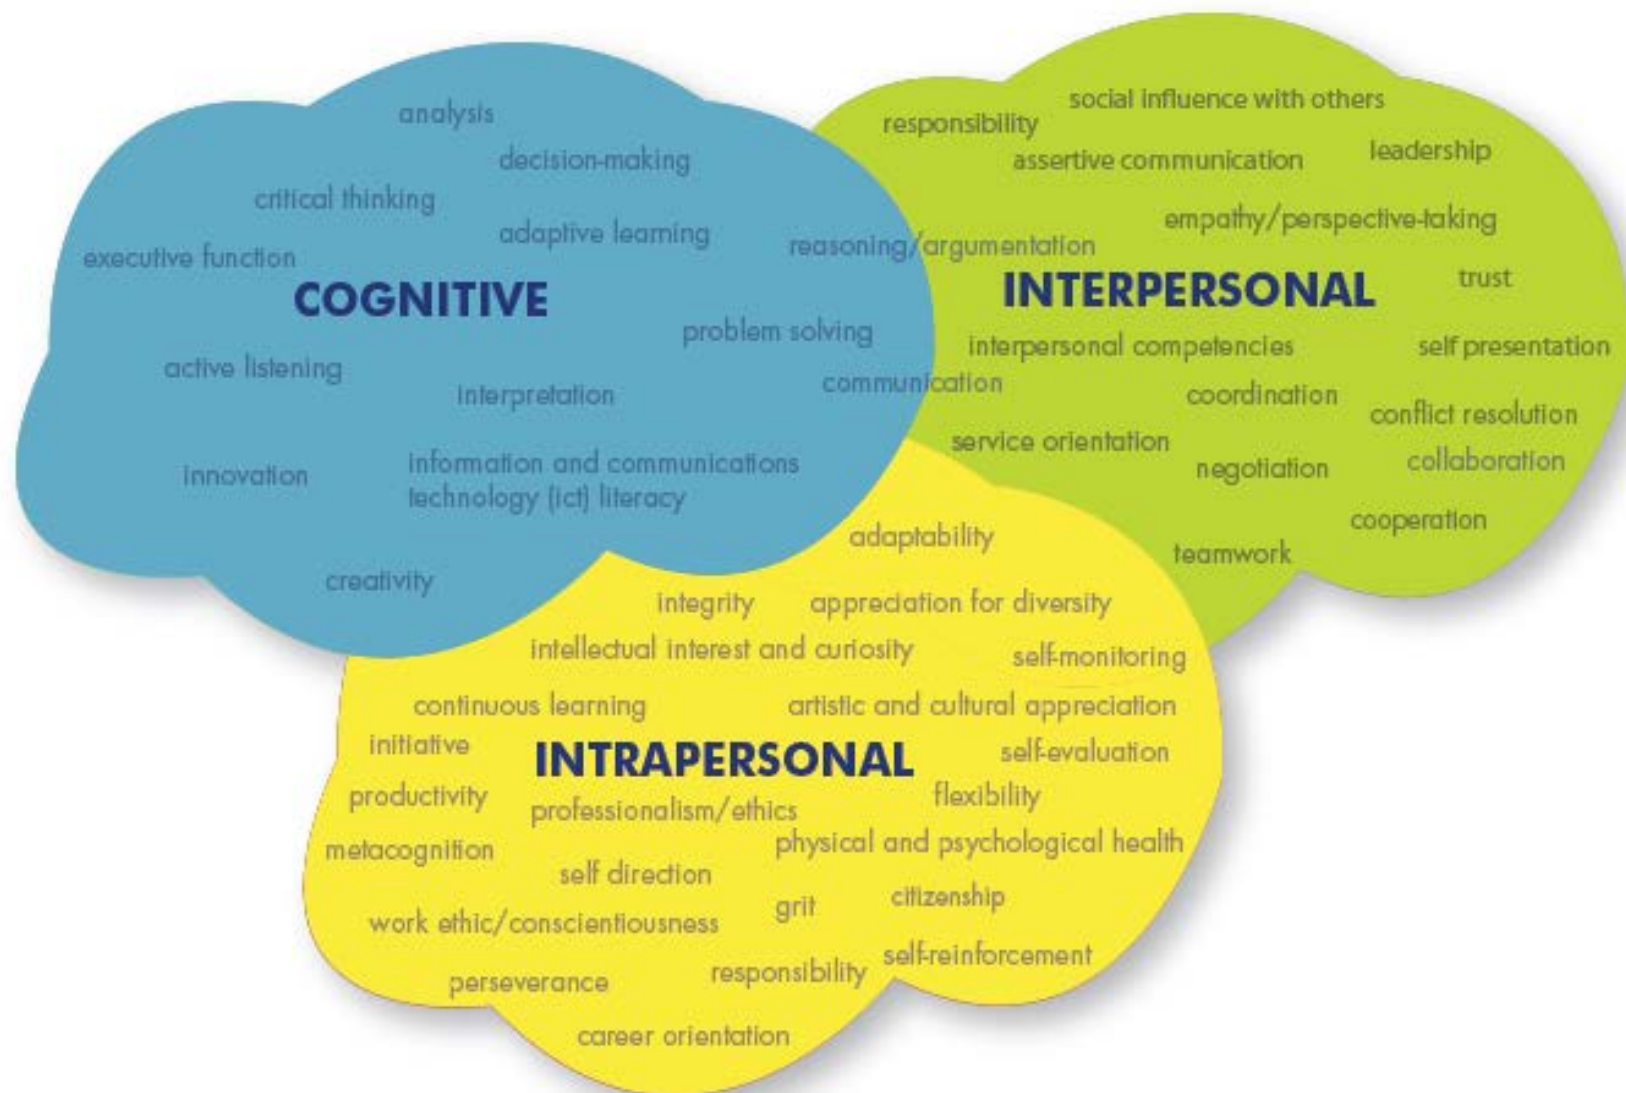 analysis
decision-making
critical thinking
adaptive learning
executive function
COGNITIVE
problem solving
active listening
interpretation
communication
innovation
information and communications
technology (ict) literacy
creativity
social influence with others
responsibility
leadership
assertive communication
empathy/perspective-taking
reasoning/argumentation
trust
INTERPERSONAL
interpersonal competencies
self presentation
coordination
conflict resolution
service orientation
negotiation
collaboration
cooperation
teamwork
adaptability
integrity
appreciation for diversity
intellectual interest and curiosity
self-monitoring
continuous learning
artistic and cultural appreciation
initiative
INTRAPERSONAL
self-evaluation
productivity
professionalism/ethics
flexibility
metacognition
physical and psychological health
self direction
grit
citizenship
work ethic/conscientiousness
self-reinforcement
perseverance
responsibility
career orientation